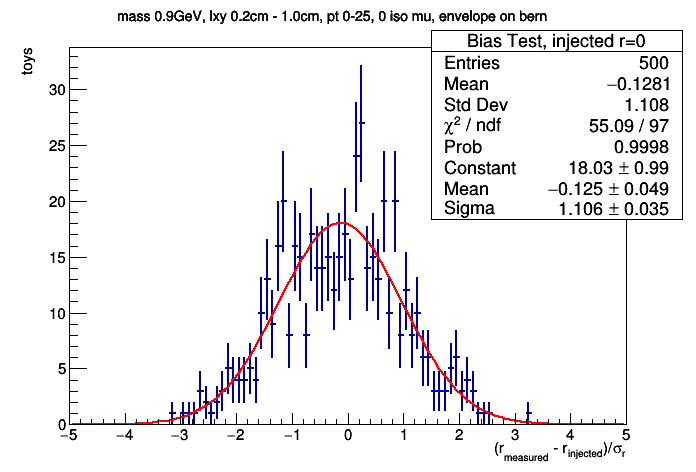 mass 0.9GeV, lxy 0.2cm - 1.0cm, pt 0-25, 0 iso mu, envelope on bern
Bias Test, injected r=0
Entries 500
Mean −0.1281
Std Dev 1.108
χ² / ndf 55.09 / 97
Prob 0.9998
Constant 18.03 ± 0.99
Mean −0.125 ± 0.049
Sigma 1.106 ± 0.035
toys
30
25
20
15
10
5
0
−5 −4 −3 −2 −1 0 1 2 3 4 5
(r_measured - r_injected)/σ_r